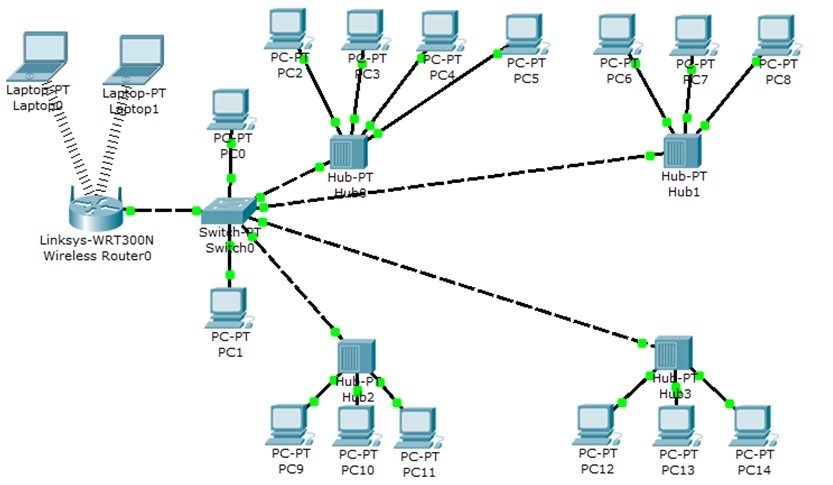 Laptop-PT
Laptop0
Laptop-PT
Laptop1
PC-PT
PC0
PC-PT
PC2
PC-PT
PC3
PC-PT
PC4
PC-PT
PC5
PC-PT
PC6
PC-PT
PC7
PC-PT
PC8
Hub-PT
Hub0
Hub-PT
Hub1
Linksys-WRT300N
Wireless Router0
Switch-PT
Switch0
PC-PT
PC1
Hub-PT
Hub2
Hub-PT
Hub3
PC-PT
PC9
PC-PT
PC10
PC-PT
PC11
PC-PT
PC12
PC-PT
PC13
PC-PT
PC14